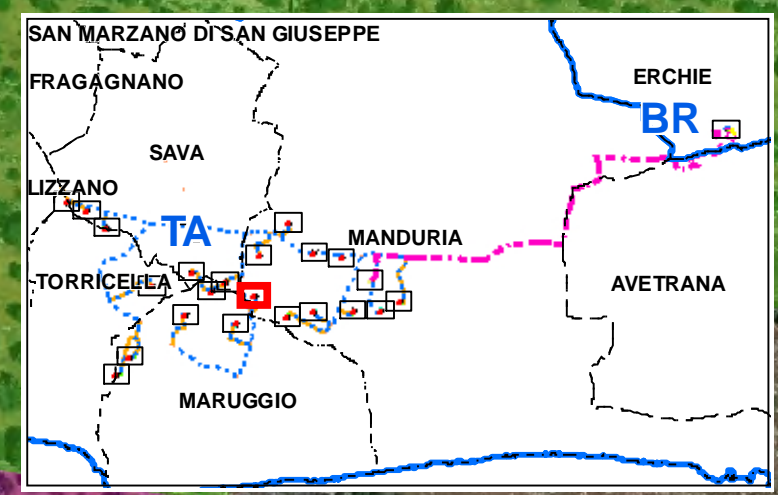 SAN MARZANO DI SAN GIUSEPPE
FRAGAGNANO
ERCHIE
BR
SAVA
LIZZANO
TA
MANDURIA
TORRICELLA
AVETRANA
MARUGGIO